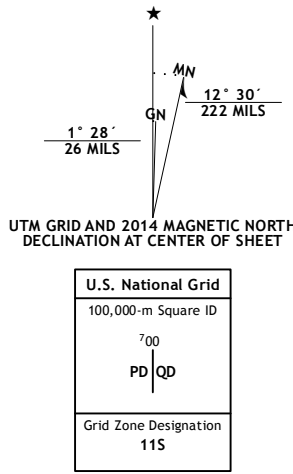 ★
MN
GN
12° 30´
222 MILS
1° 28´
26 MILS
UTM GRID AND 2014 MAGNETIC NORTH
DECLINATION AT CENTER OF SHEET
U.S. National Grid
100,000-m Square ID
⁷00
PD QD
Grid Zone Designation
11S